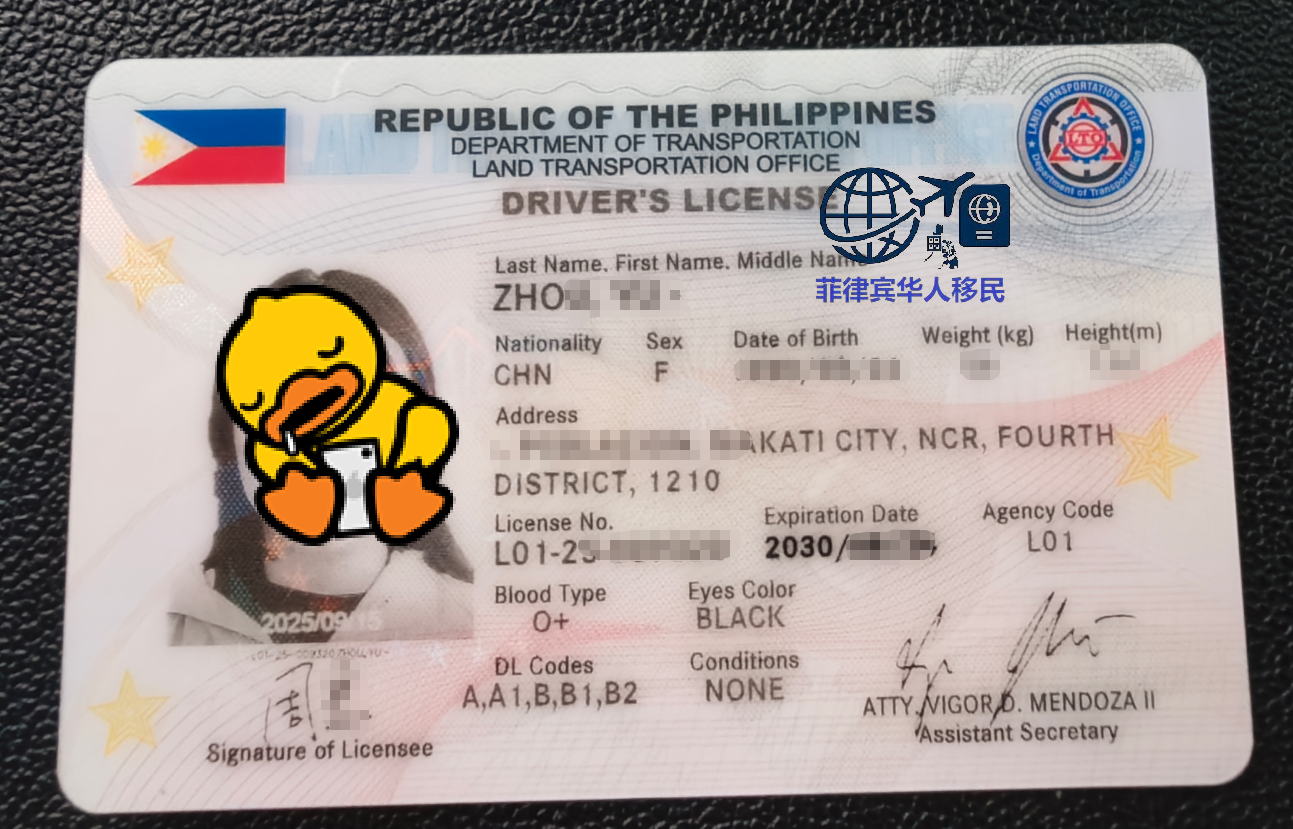 REPUBLIC OF THE PHILIPPINES
DEPARTMENT OF TRANSPORTATION
LAND TRANSPORTATION OFFICE
DRIVER'S LICENSE
LAND TRANSPORTATION OFFICE
LTO
Department of Transportation
菲律宾华人移民
Last Name. First Name. Middle Name
Nationality Sex Date of Birth Weight (kg) Height(m)
CHN F
Address
MAKATI CITY, NCR, FOURTH
DISTRICT, 1210
License No. Expiration Date Agency Code
L01-25 2030/ L01
Blood Type Eyes Color
O+ BLACK
2025/09/15
DL Codes Conditions
A,A1,B,B1,B2 NONE
ATTY. VIGOR D. MENDOZA II
Assistant Secretary
Signature of Licensee